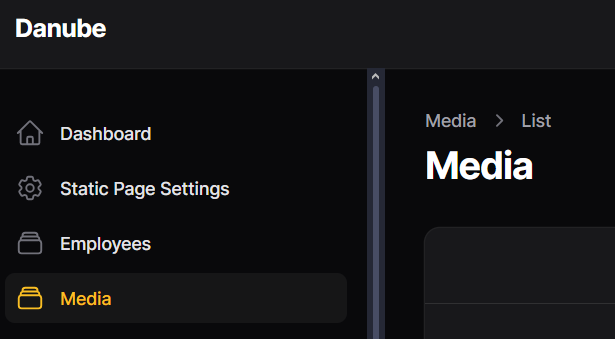 Danube
Dashboard
Static Page Settings
Employees
Media
Media > List
Media